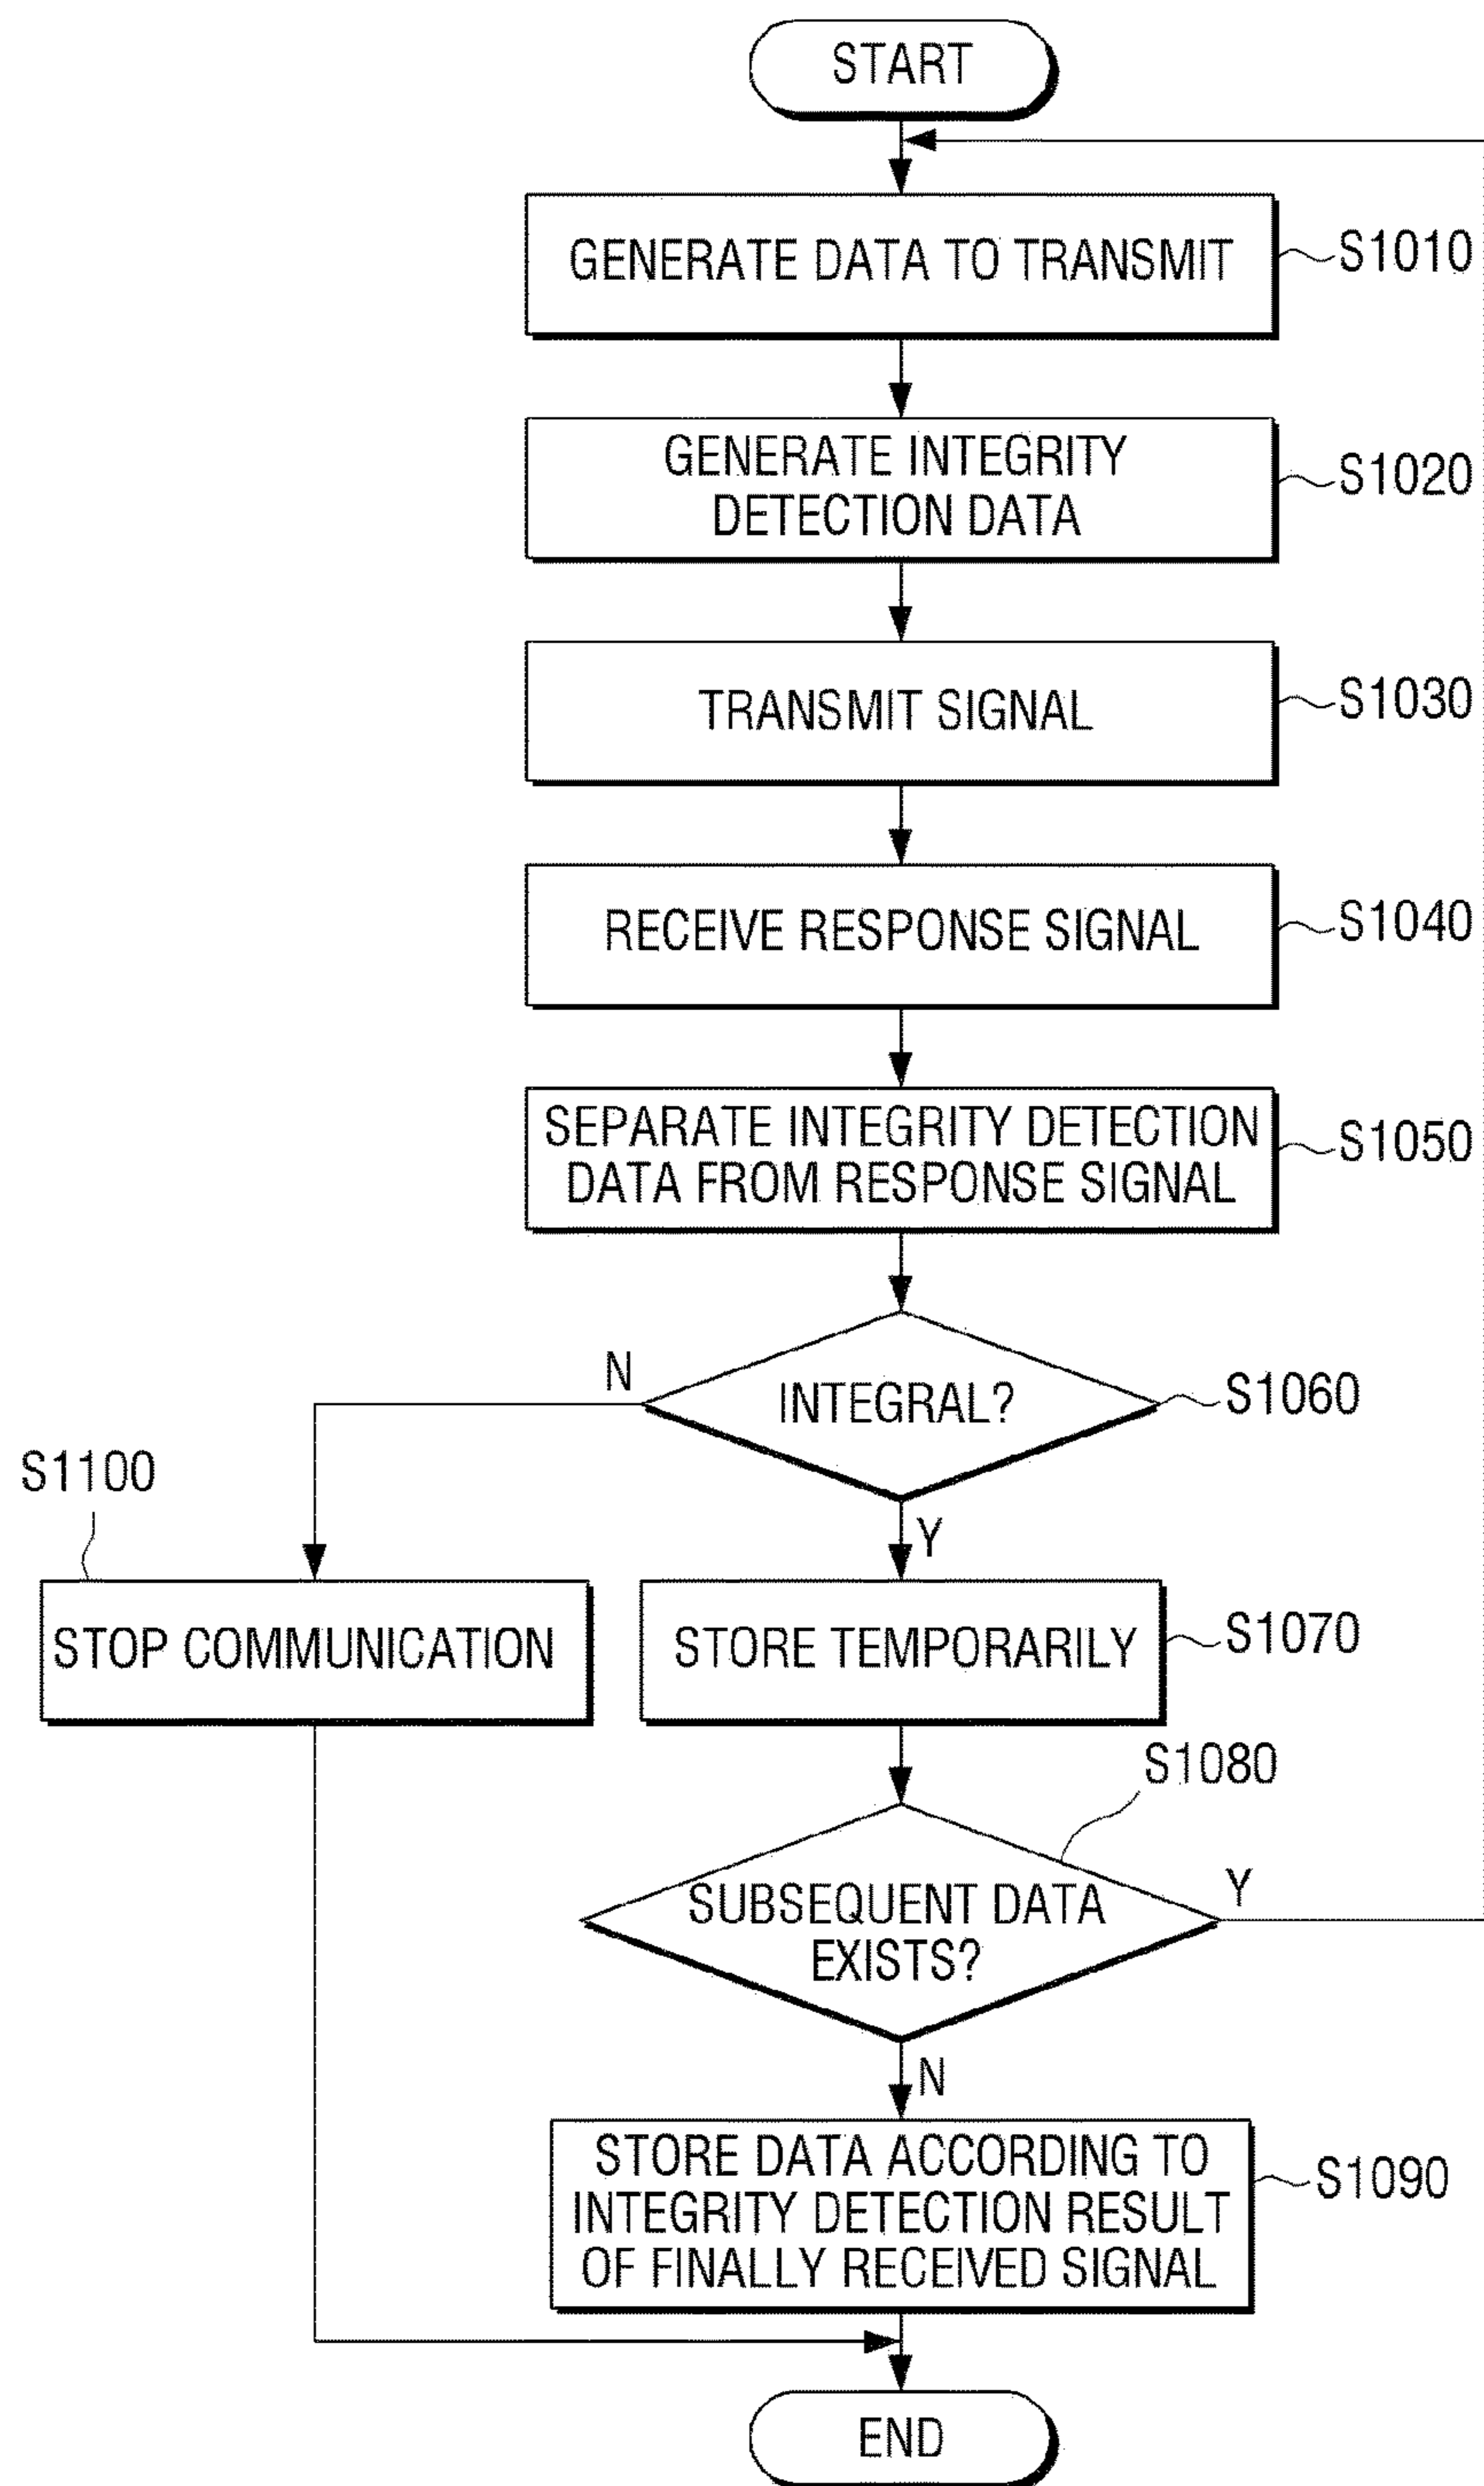 START
GENERATE DATA TO TRANSMIT
S1010
GENERATE INTEGRITY
DETECTION DATA
S1020
TRANSMIT SIGNAL
S1030
RECEIVE RESPONSE SIGNAL
S1040
SEPARATE INTEGRITY DETECTION
DATA FROM RESPONSE SIGNAL
S1050
N
INTEGRAL?
S1060
S1100
Y
STOP COMMUNICATION
STORE TEMPORARILY
S1070
S1080
SUBSEQUENT DATA
EXISTS?
Y
N
STORE DATA ACCORDING TO
INTEGRITY DETECTION RESULT
OF FINALLY RECEIVED SIGNAL
S1090
END